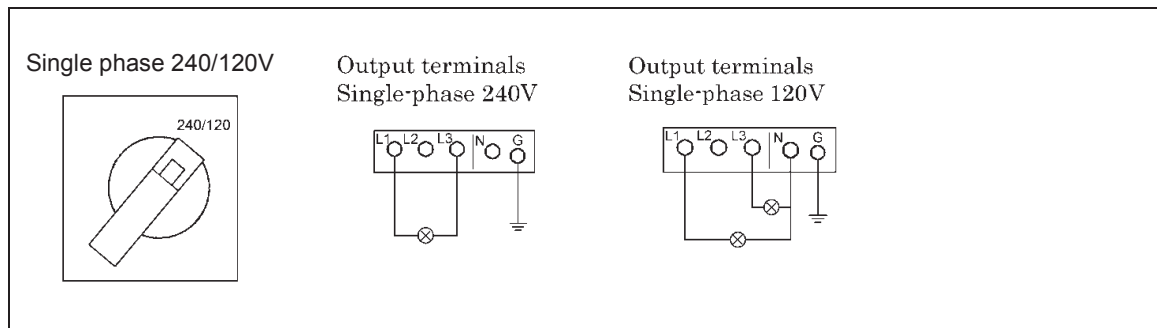 Single phase 240/120V
240/120
Output terminals
Single-phase 240V
L1 L2 L3 N G
Output terminals
Single-phase 120V
L1 L2 L3 N G